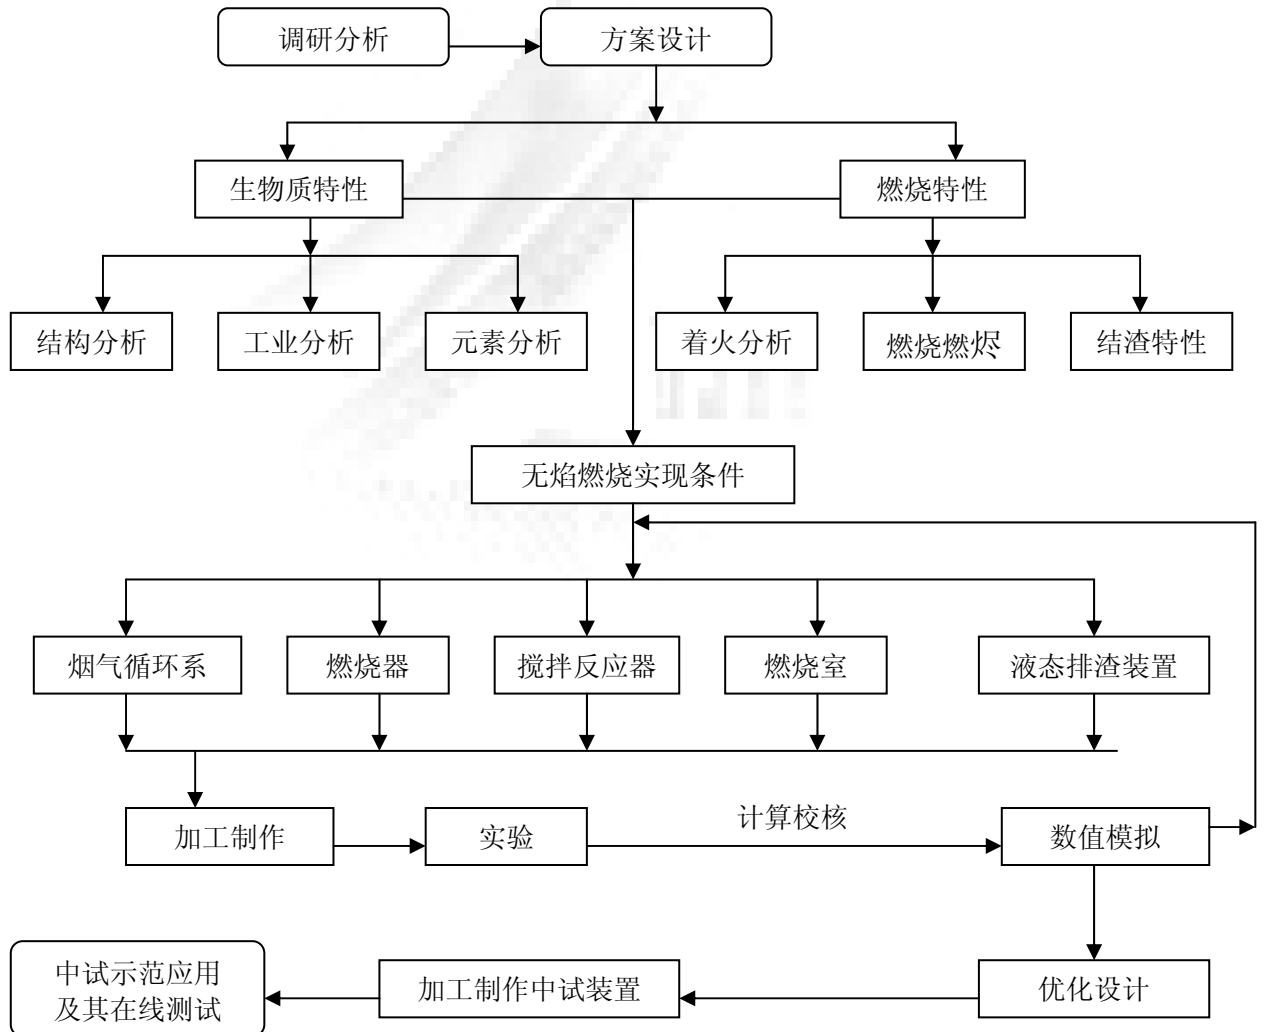 调研分析
方案设计
生物质特性
燃烧特性
结构分析
工业分析
元素分析
着火分析
燃烧燃烬
结渣特性
无焰燃烧实现条件
烟气循环系
燃烧器
搅拌反应器
燃烧室
液态排渣装置
加工制作
实验
计算校核
数值模拟
中试示范应用
及其在线测试
加工制作中试装置
优化设计